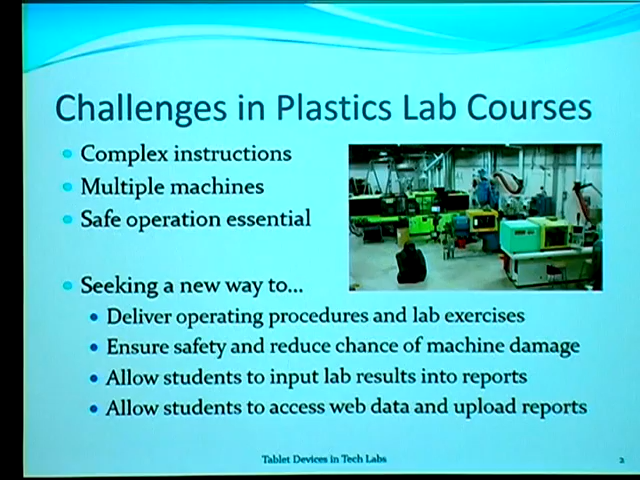 Challenges in Plastics Lab Courses
Complex instructions
Multiple machines
Safe operation essential
Seeking a new way to...
Deliver operating procedures and lab exercises
Ensure safety and reduce chance of machine damage
Allow students to input lab results into reports
Allow students to access web data and upload reports
Tablet Devices in Tech Labs
2